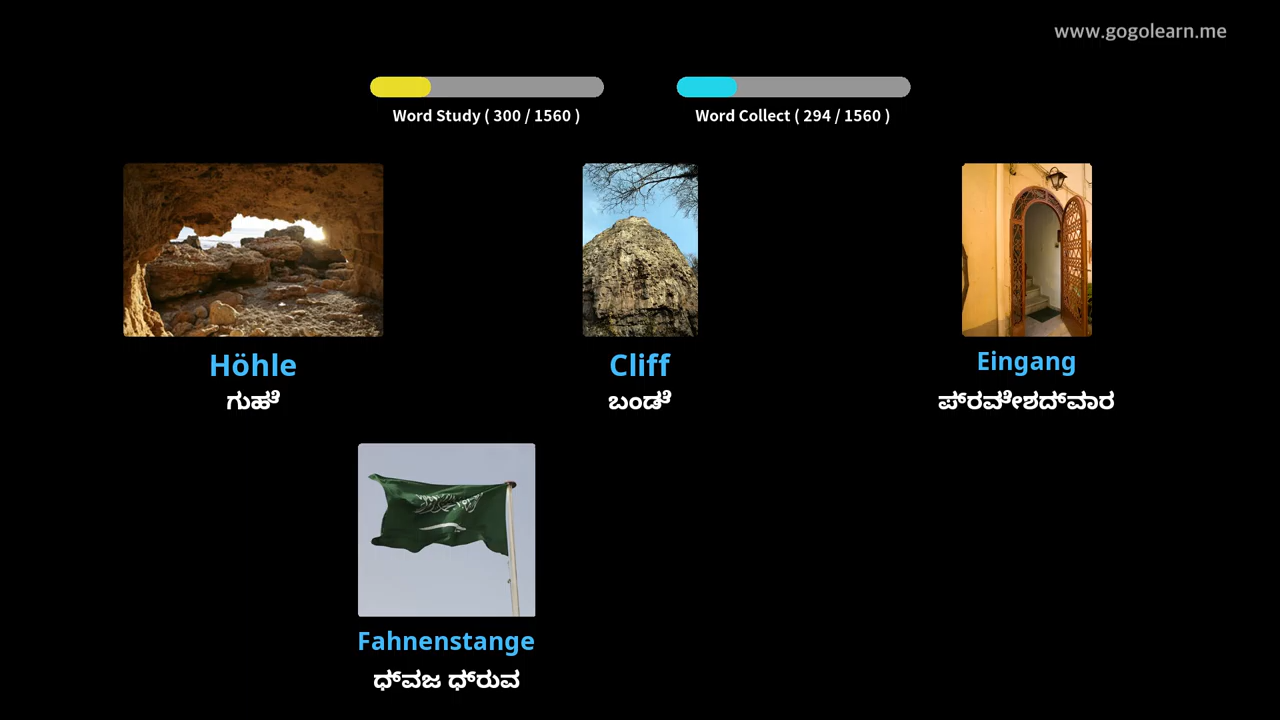 www.gogolearn.me
Word Study ( 300 / 1560 )
Word Collect ( 294 / 1560 )
Höhle
ಗುಹೆ
Cliff
ಬಂಡೆ
Eingang
ಪ್ರವೇಶದ್ವಾರ
Fahnenstange
ಧ್ವಜ ಧ್ರುವ